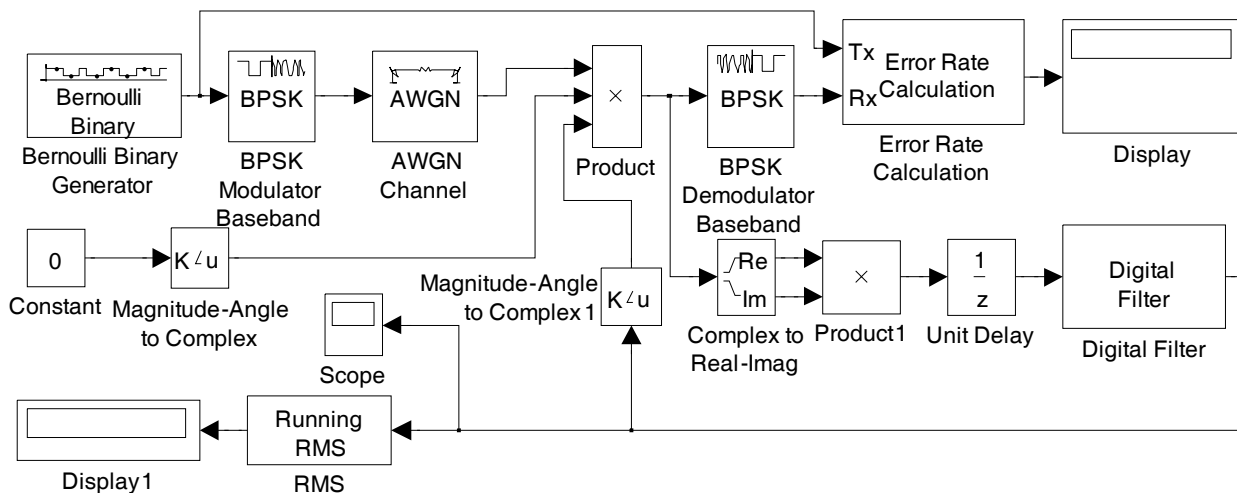 Bernoulli
Binary
Bernoulli Binary
Generator
BPSK
BPSK
Modulator
Baseband
AWGN
AWGN
Channel
×
Product
BPSK
BPSK
Demodulator
Baseband
Tx
Rx
Error Rate
Calculation
Error Rate
Calculation
Display
0
Constant
K∠u
Magnitude-Angle
to Complex
Scope
Magnitude-Angle
to Complex 1
K∠u
Re
Im
Complex to
Real-Imag
×
Product1
1
z
Unit Delay
Digital
Filter
Digital Filter
Display1
Running
RMS
RMS